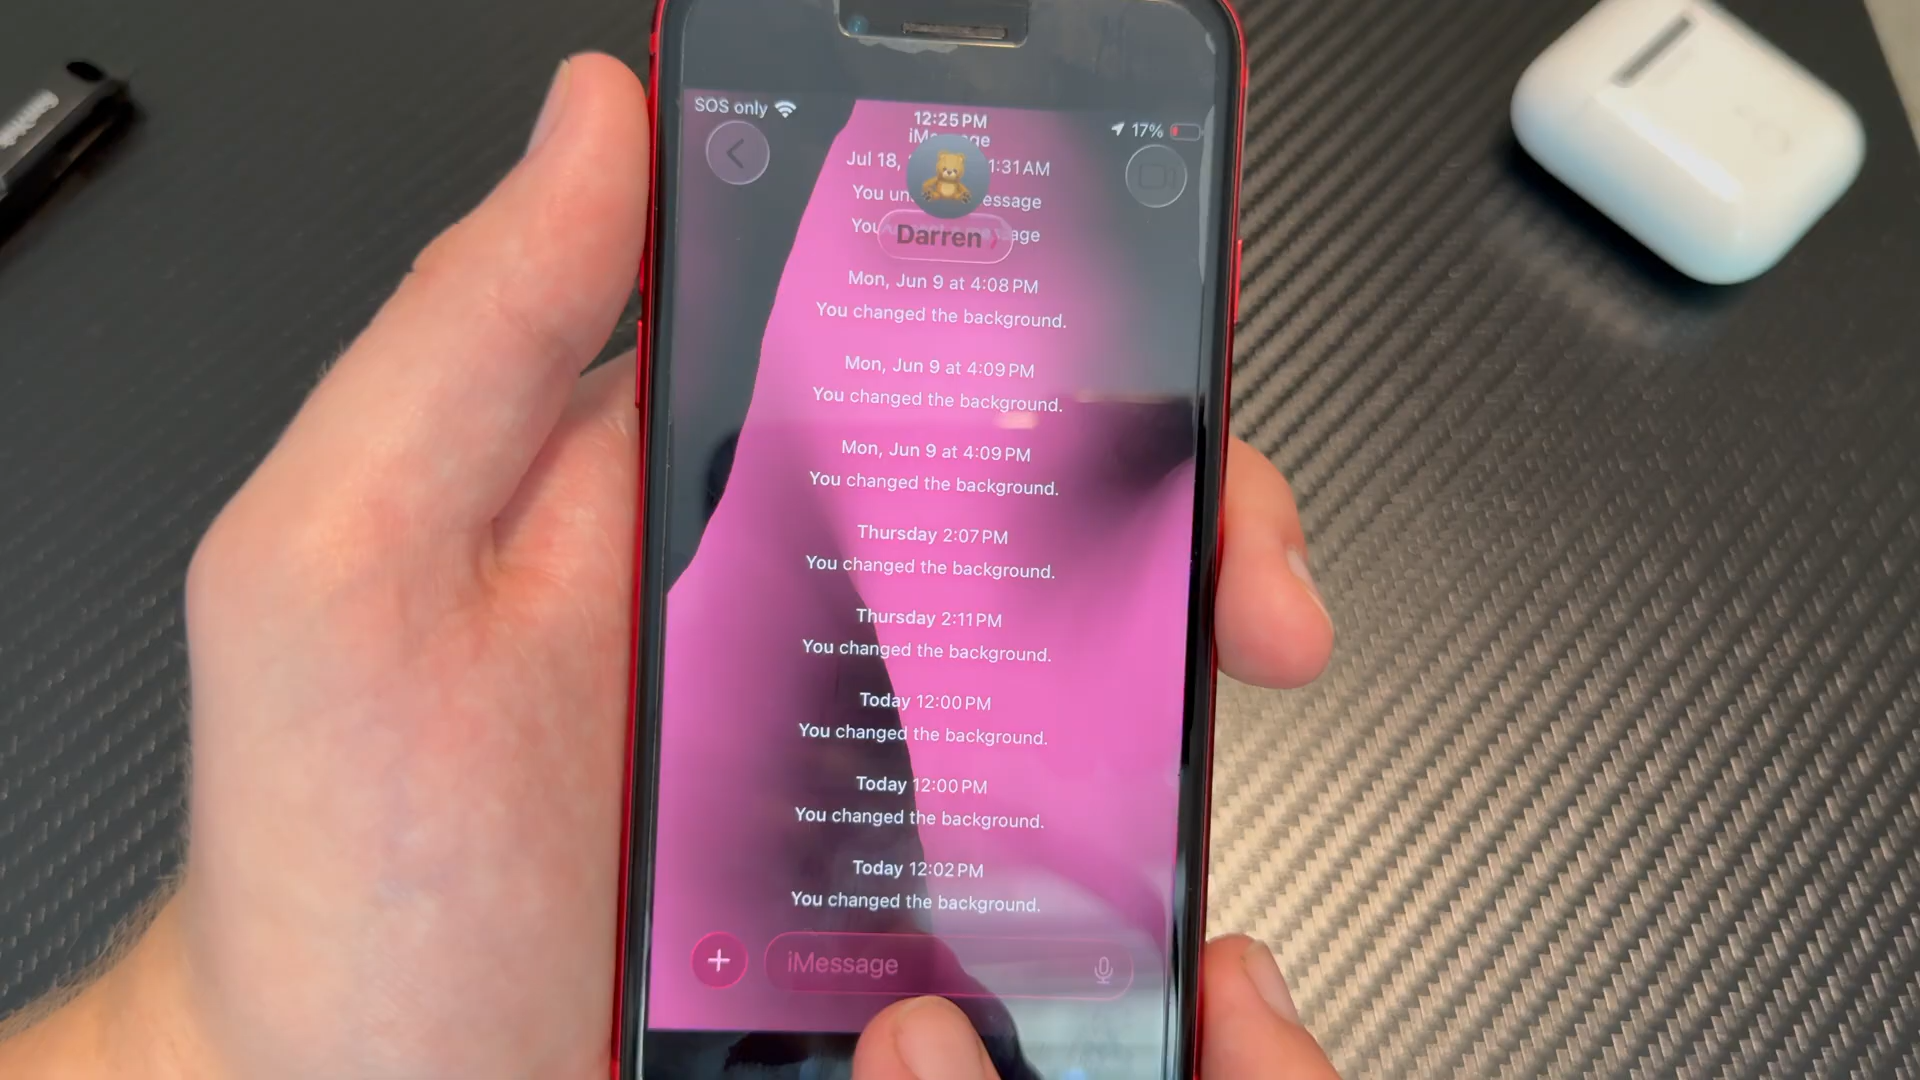 SOS only
12:25 PM
17%
iMessage
Jul 18, 1:31 AM
You un essage
You age
Darren
Mon, Jun 9 at 4:08 PM
You changed the background.
Mon, Jun 9 at 4:09 PM
You changed the background.
Mon, Jun 9 at 4:09 PM
You changed the background.
Thursday 2:07 PM
You changed the background.
Thursday 2:11 PM
You changed the background.
Today 12:00 PM
You changed the background.
Today 12:00 PM
You changed the background.
Today 12:02 PM
You changed the background.
iMessage